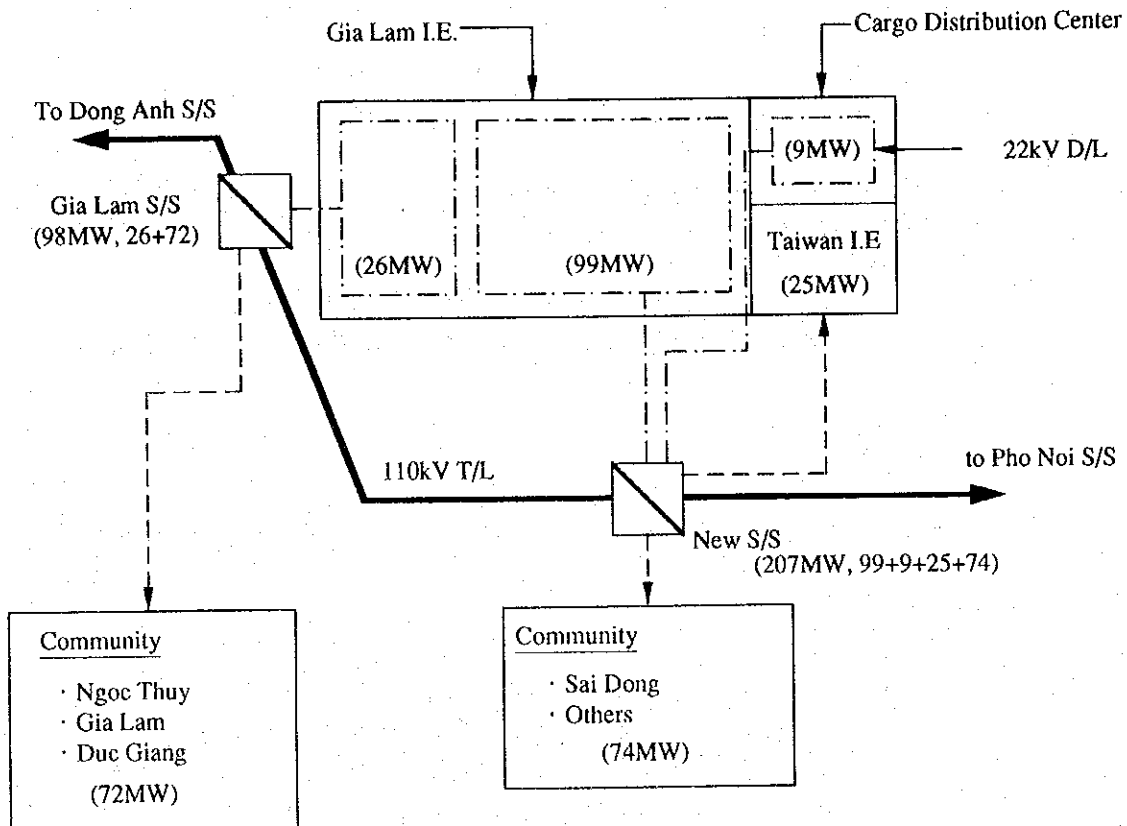 Gia Lam I.E.
Cargo Distribution Center
To Dong Anh S/S
(9MW)
22kV D/L
Gia Lam S/S
(98MW, 26+72)
(26MW)
(99MW)
Taiwan I.E
(25MW)
110kV T/L
to Pho Noi S/S
New S/S
(207MW, 99+9+25+74)
Community
· Ngoc Thuy
· Gia Lam
· Duc Giang
(72MW)
Community
· Sai Dong
· Others
(74MW)